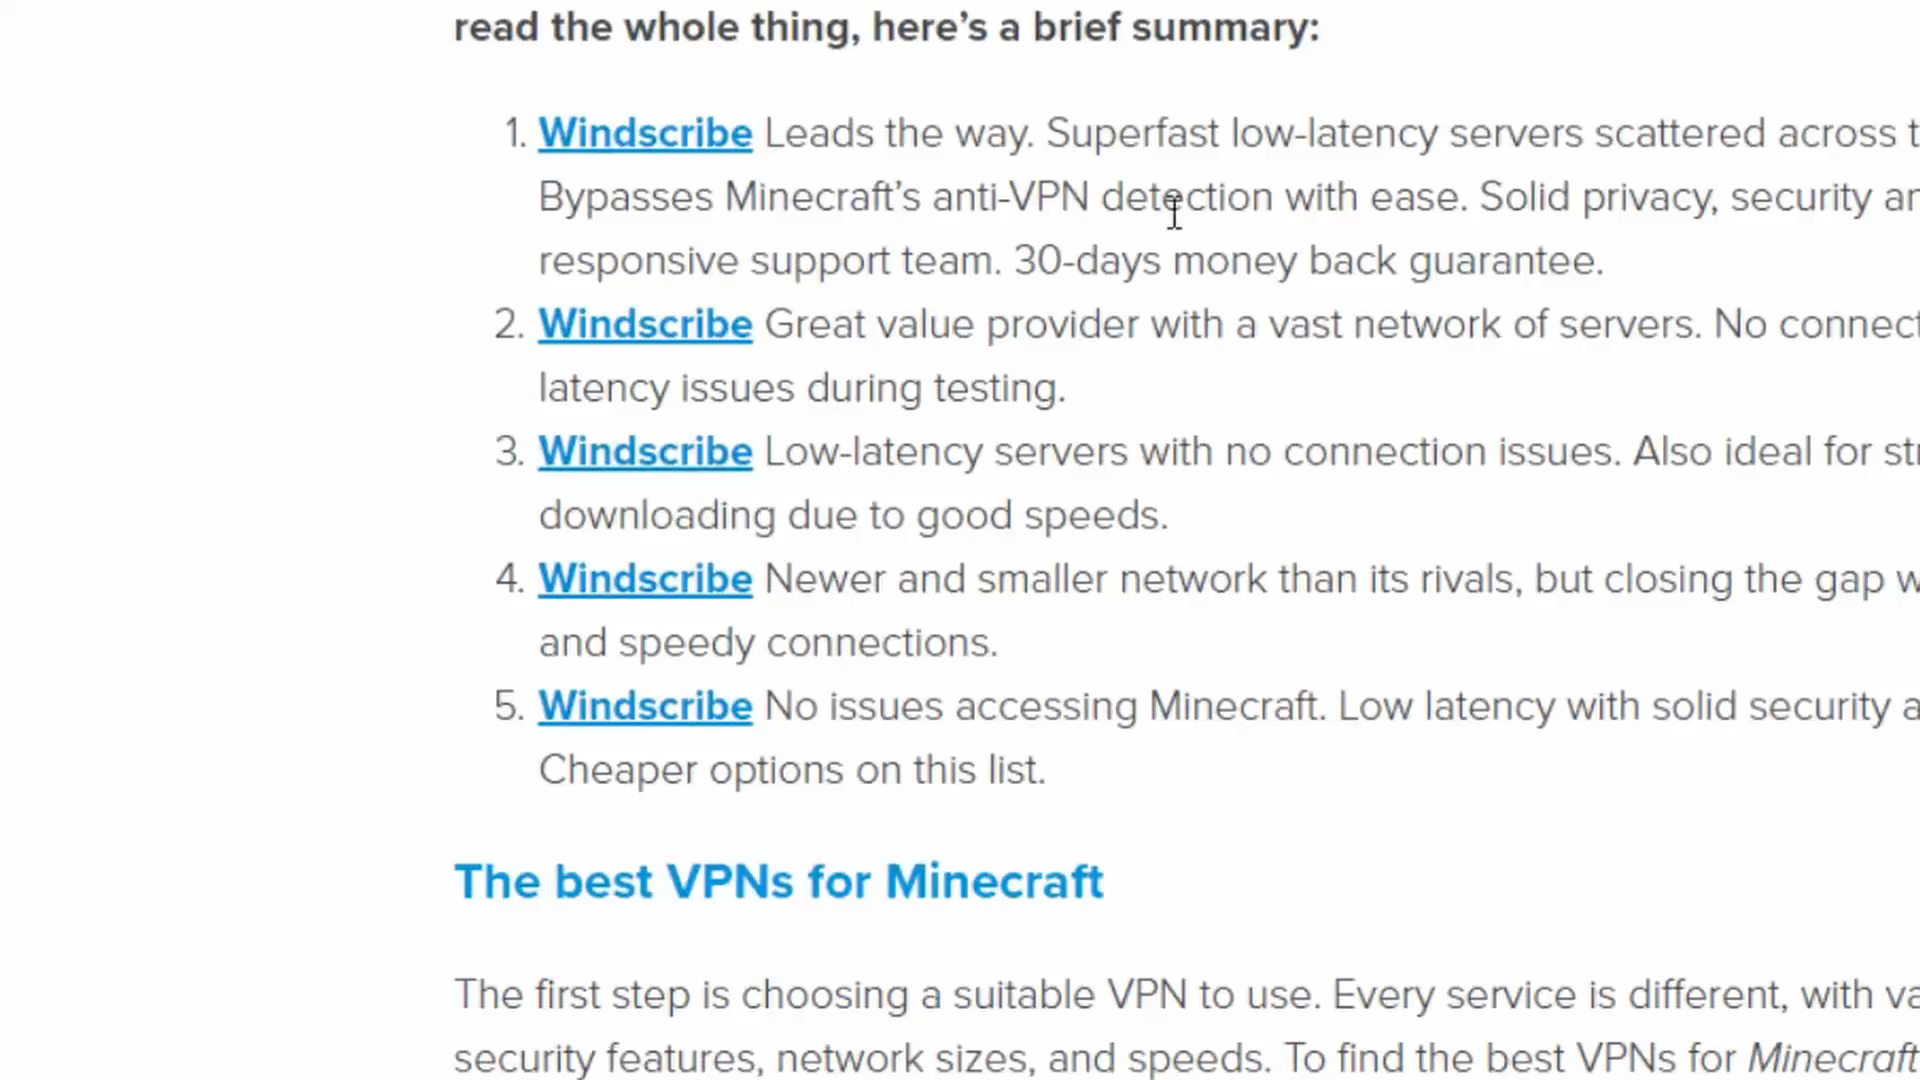 read the whole thing, here’s a brief summary:
1. Windscribe Leads the way. Superfast low-latency servers scattered across
Bypasses Minecraft’s anti-VPN detection with ease. Solid privacy, security
responsive support team. 30-days money back guarantee.
2. Windscribe Great value provider with a vast network of servers. No
latency issues during testing.
3. Windscribe Low-latency servers with no connection issues. Also ideal for
downloading due to good speeds.
4. Windscribe Newer and smaller network than its rivals, but closing the gap
and speedy connections.
5. Windscribe No issues accessing Minecraft. Low latency with solid security
Cheaper options on this list.
The best VPNs for Minecraft
The first step is choosing a suitable VPN to use. Every service is different, with
security features, network sizes, and speeds. To find the best VPNs for Minecraft